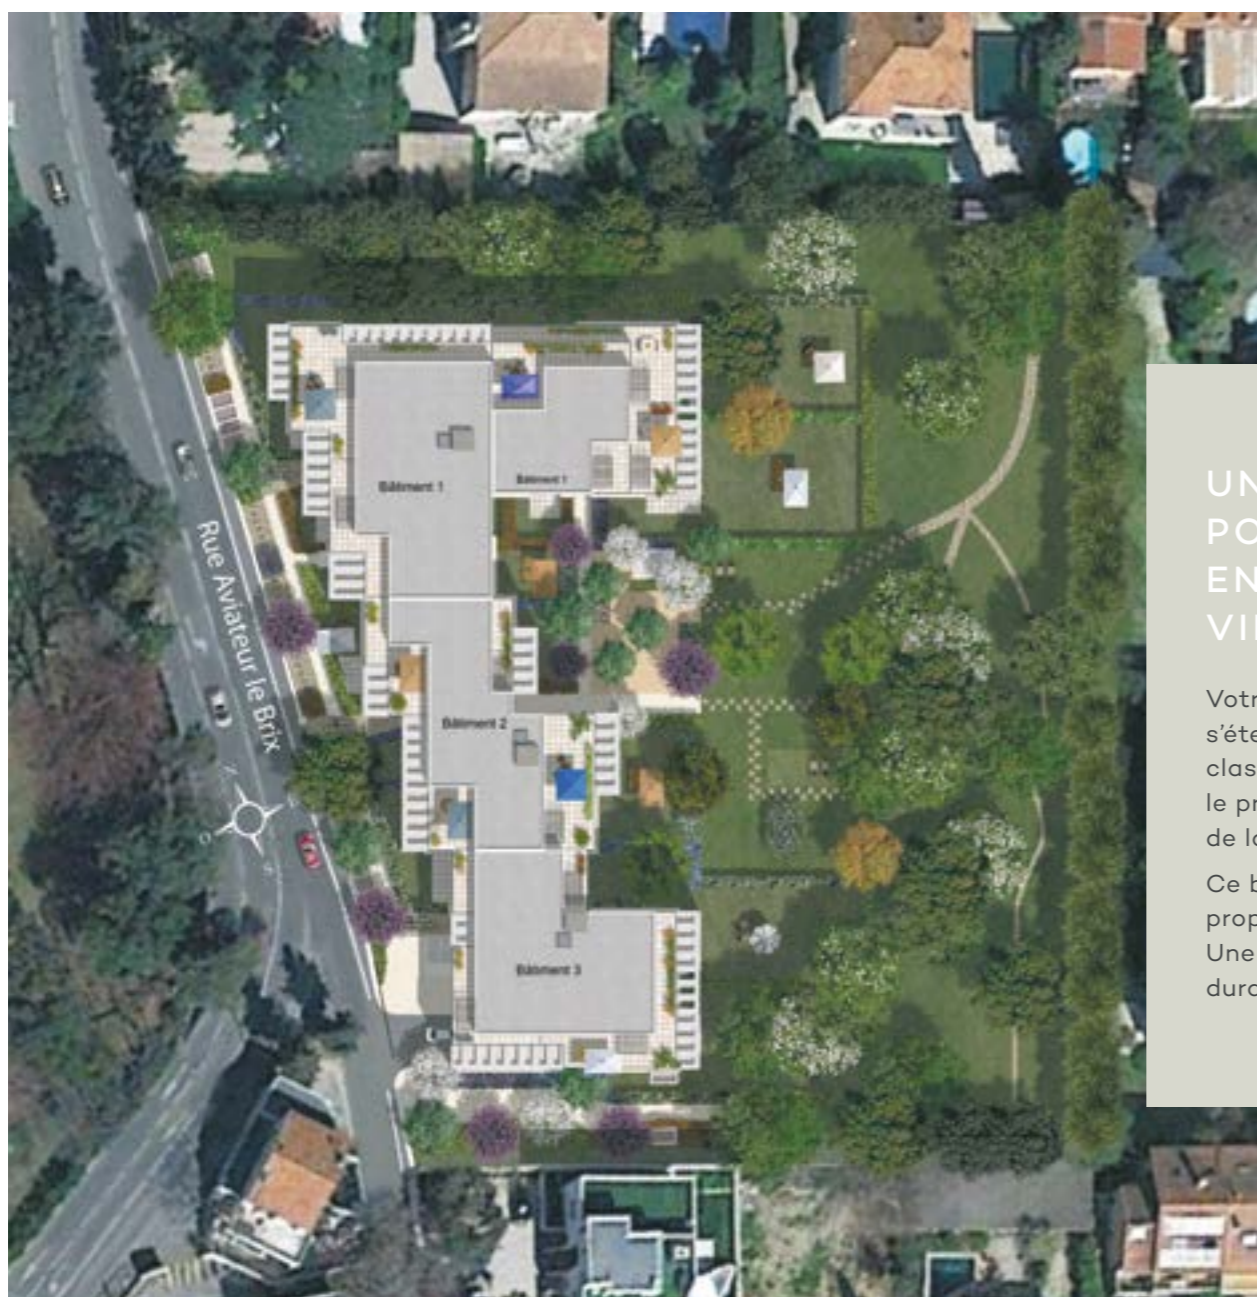 Bâtiment 1
Bâtiment 1
Rue Aviateur le Brix
Bâtiment 2
Bâtiment 3
O
S
UN
PO
EN
VI
Votr
s'éte
clas
le pr
de l
Ce b
prop
Une
dura